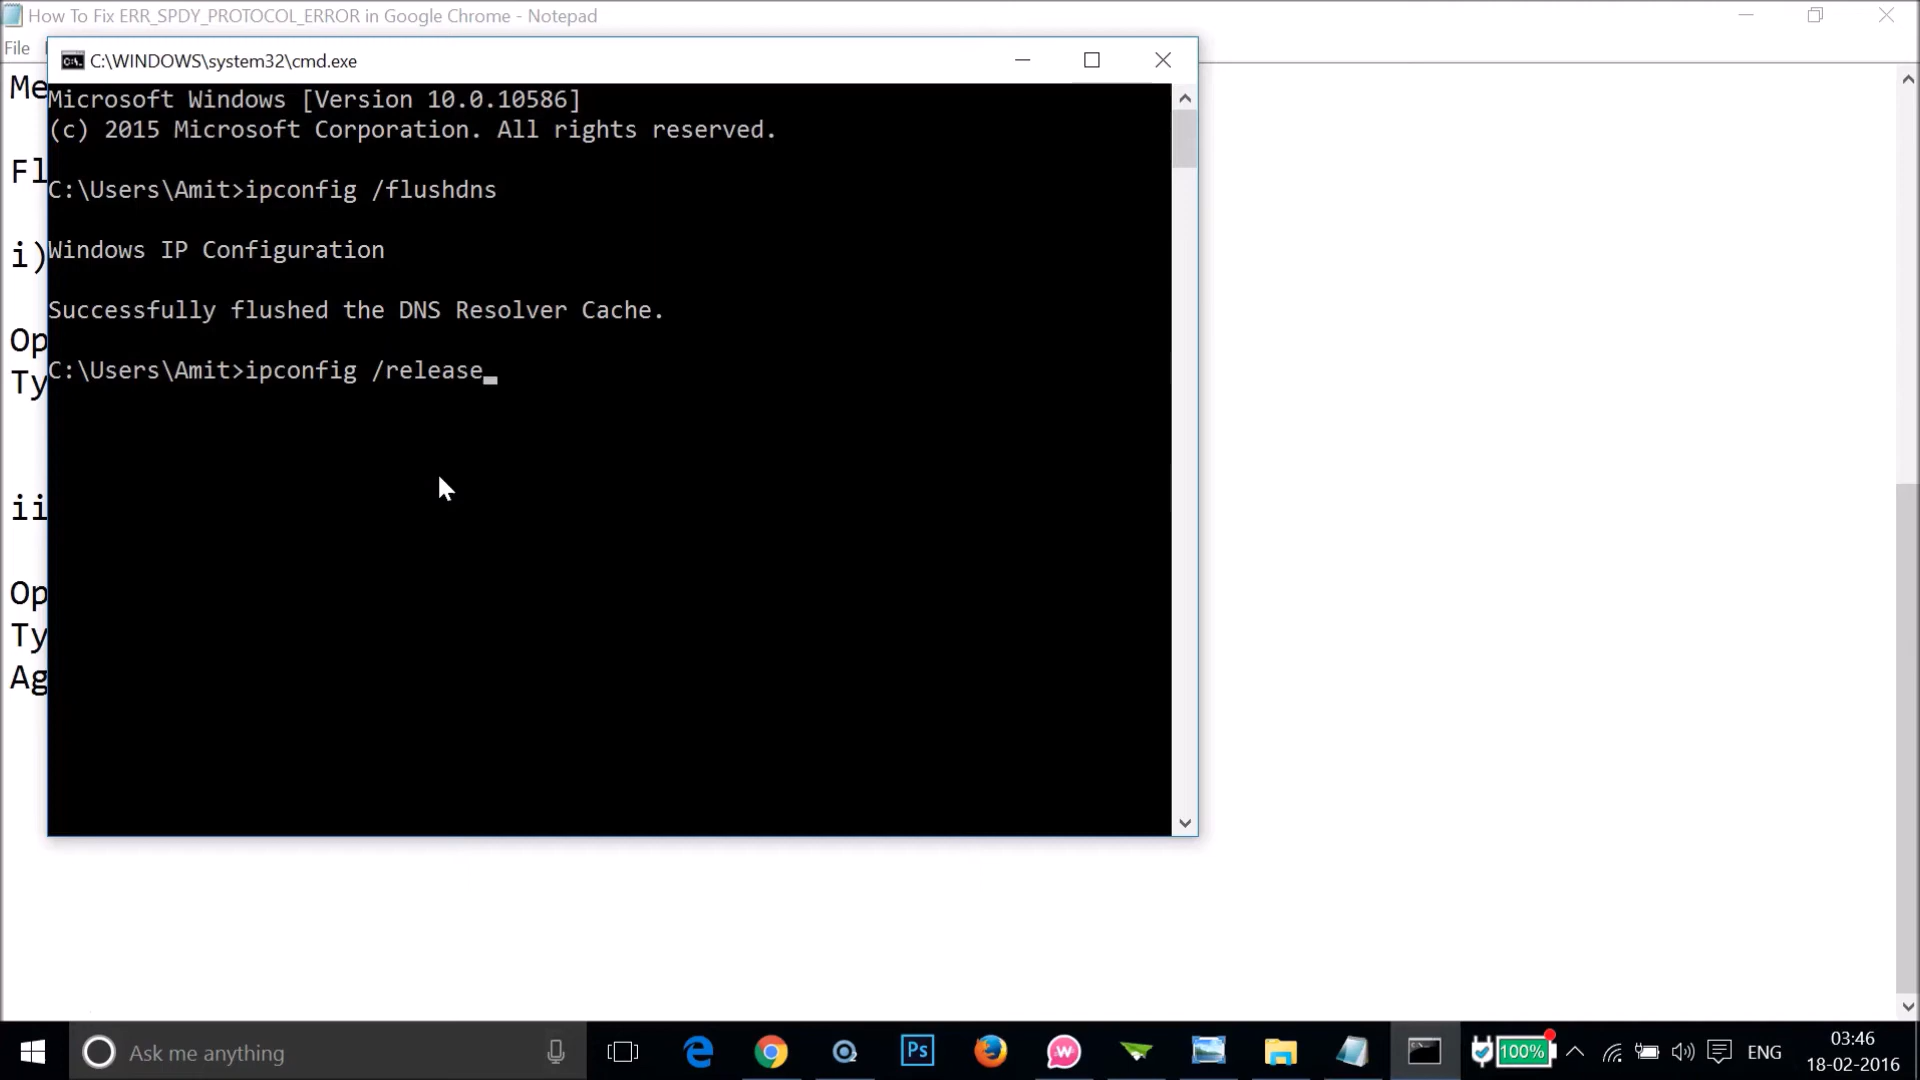 How To Fix ERR_SPDY_PROTOCOL_ERROR in Google Chrome - Notepad
File
C:\WINDOWS\system32\cmd.exe
Me
Microsoft Windows [Version 10.0.10586]
(c) 2015 Microsoft Corporation. All rights reserved.
Fl
C:\Users\Amit>ipconfig /flushdns
i)
Windows IP Configuration
Successfully flushed the DNS Resolver Cache.
Op
C:\Users\Amit>ipconfig /release
Ty
ii
Op
Ty
Ag
Ask me anything
Ps
100%
ENG
03:46
18-02-2016